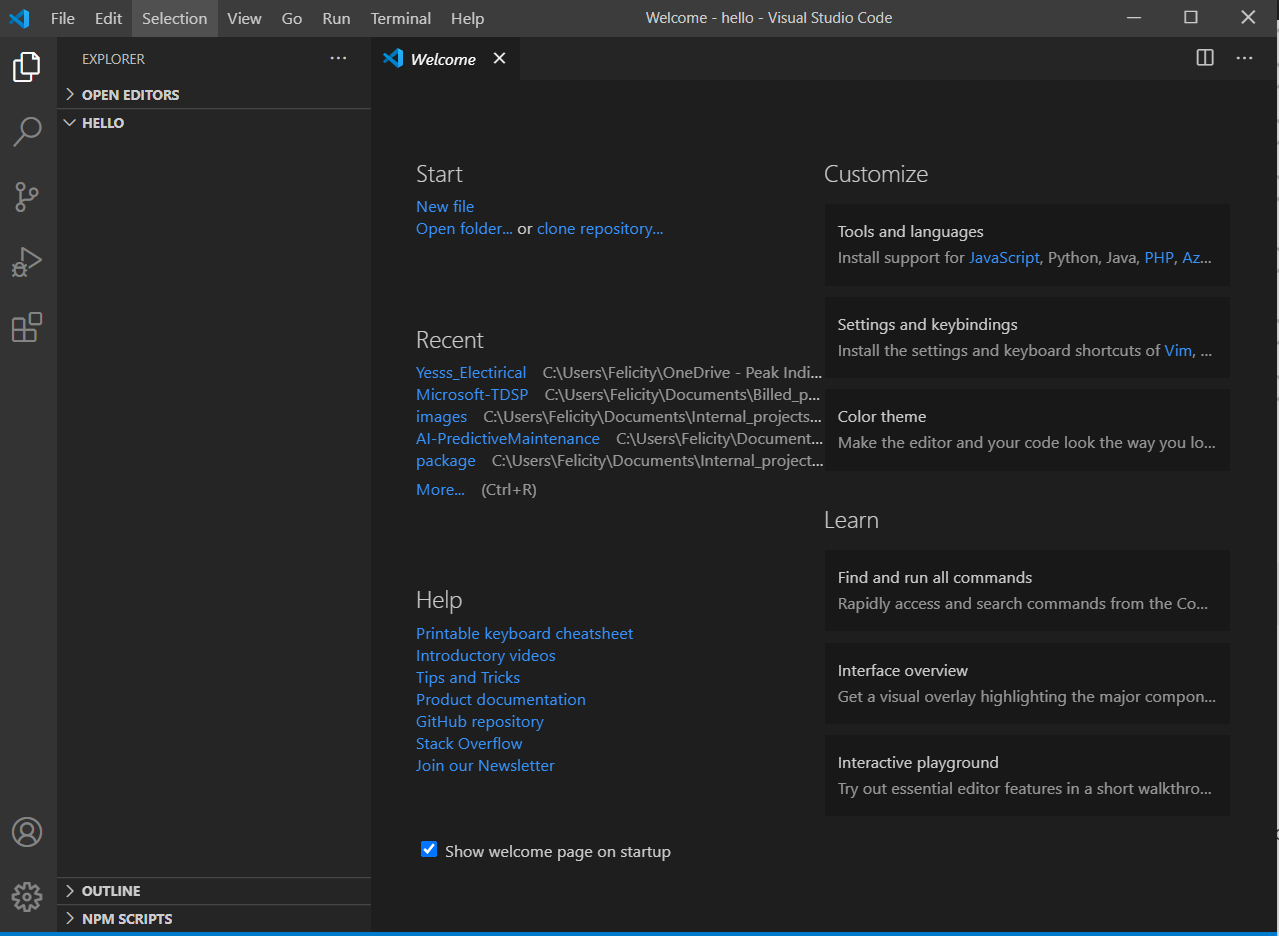 File Edit Selection View Go Run Terminal Help Welcome - hello - Visual Studio Code
EXPLORER
OPEN EDITORS
HELLO
OUTLINE
NPM SCRIPTS
Welcome
Start
New file
Open folder... or clone repository...
Recent
Yesss_Electirical C:\Users\Felicity\OneDrive - Peak Indi...
Microsoft-TDSP C:\Users\Felicity\Documents\Billed_p...
images C:\Users\Felicity\Documents\Internal_projects...
AI-PredictiveMaintenance C:\Users\Felicity\Document...
package C:\Users\Felicity\Documents\Internal_project...
More... (Ctrl+R)
Help
Printable keyboard cheatsheet
Introductory videos
Tips and Tricks
Product documentation
GitHub repository
Stack Overflow
Join our Newsletter
Show welcome page on startup
Customize
Tools and languages
Install support for JavaScript, Python, Java, PHP, Az...
Settings and keybindings
Install the settings and keyboard shortcuts of Vim, ...
Color theme
Make the editor and your code look the way you lo...
Learn
Find and run all commands
Rapidly access and search commands from the Co...
Interface overview
Get a visual overlay highlighting the major compon...
Interactive playground
Try out essential editor features in a short walkthro...